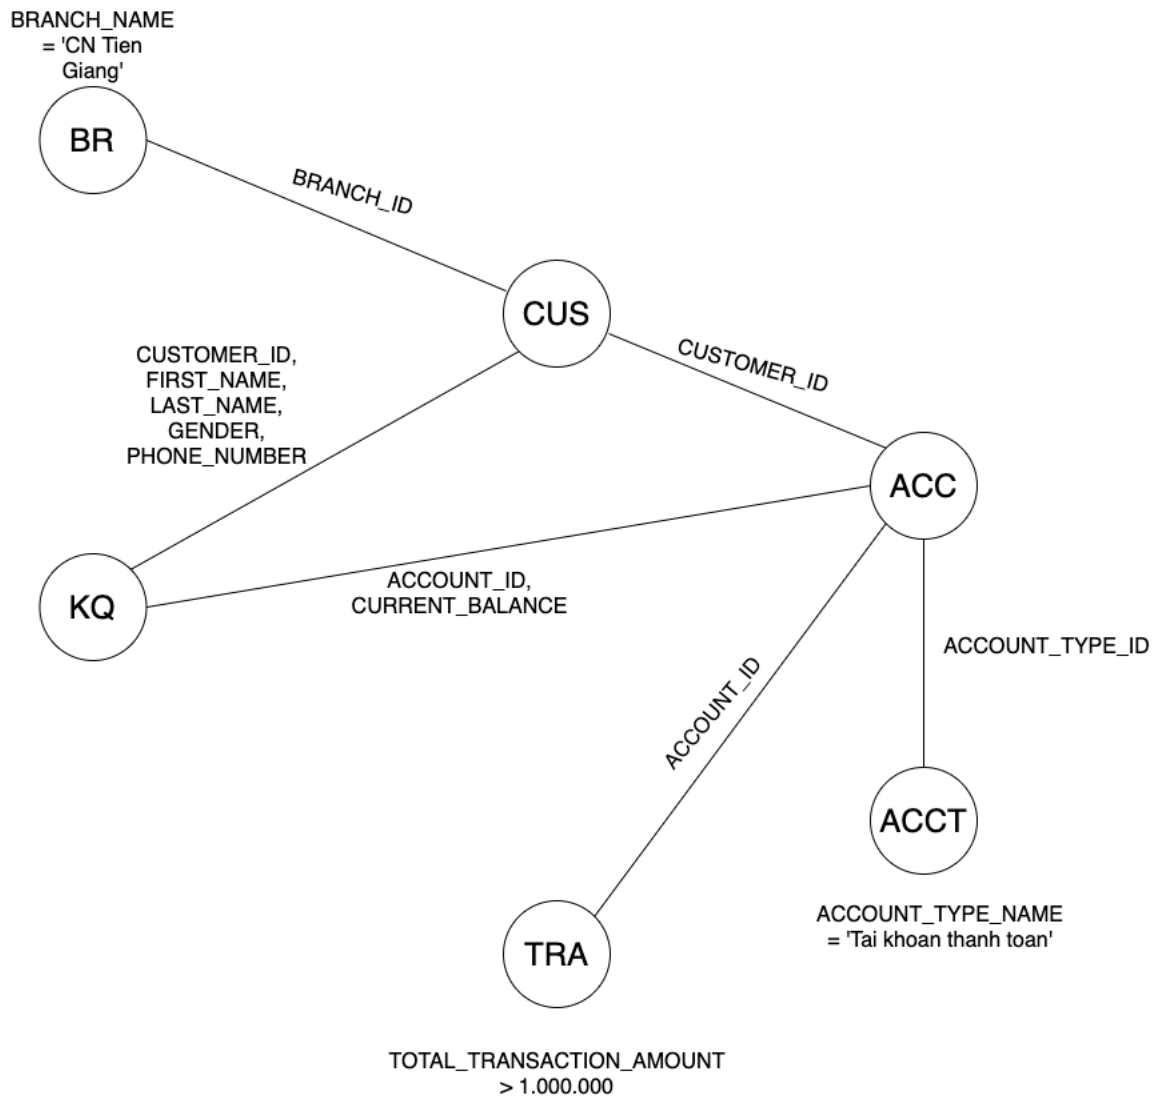 BRANCH_NAME
= 'CN Tien
Giang'
BR
BRANCH_ID
CUS
CUSTOMER_ID
CUSTOMER_ID,
FIRST_NAME,
LAST_NAME,
GENDER,
PHONE_NUMBER
ACC
KQ
ACCOUNT_ID,
CURRENT_BALANCE
ACCOUNT_TYPE_ID
ACCOUNT_ID
ACCT
ACCOUNT_TYPE_NAME
= 'Tai khoan thanh toan'
TRA
TOTAL_TRANSACTION_AMOUNT
> 1.000.000